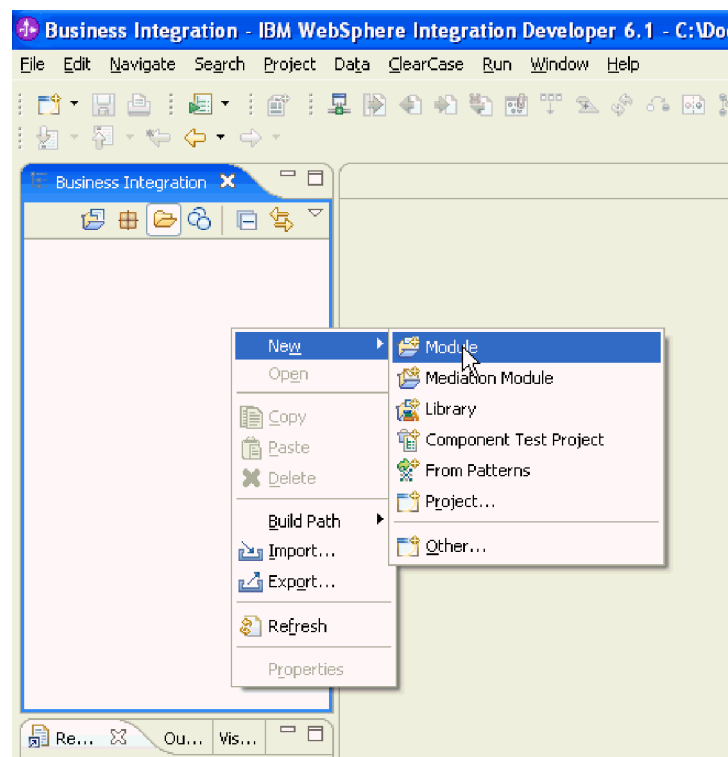 Business Integration - IBM WebSphere Integration Developer 6.1 - C:\Do
File Edit Navigate Search Project Data ClearCase Run Window Help
Business Integration
New
Open
Copy
Paste
Delete
Build Path
Import...
Export...
Refresh
Properties
Module
Mediation Module
Library
Component Test Project
From Patterns
Project...
Other...
Re... Ou... Vis...